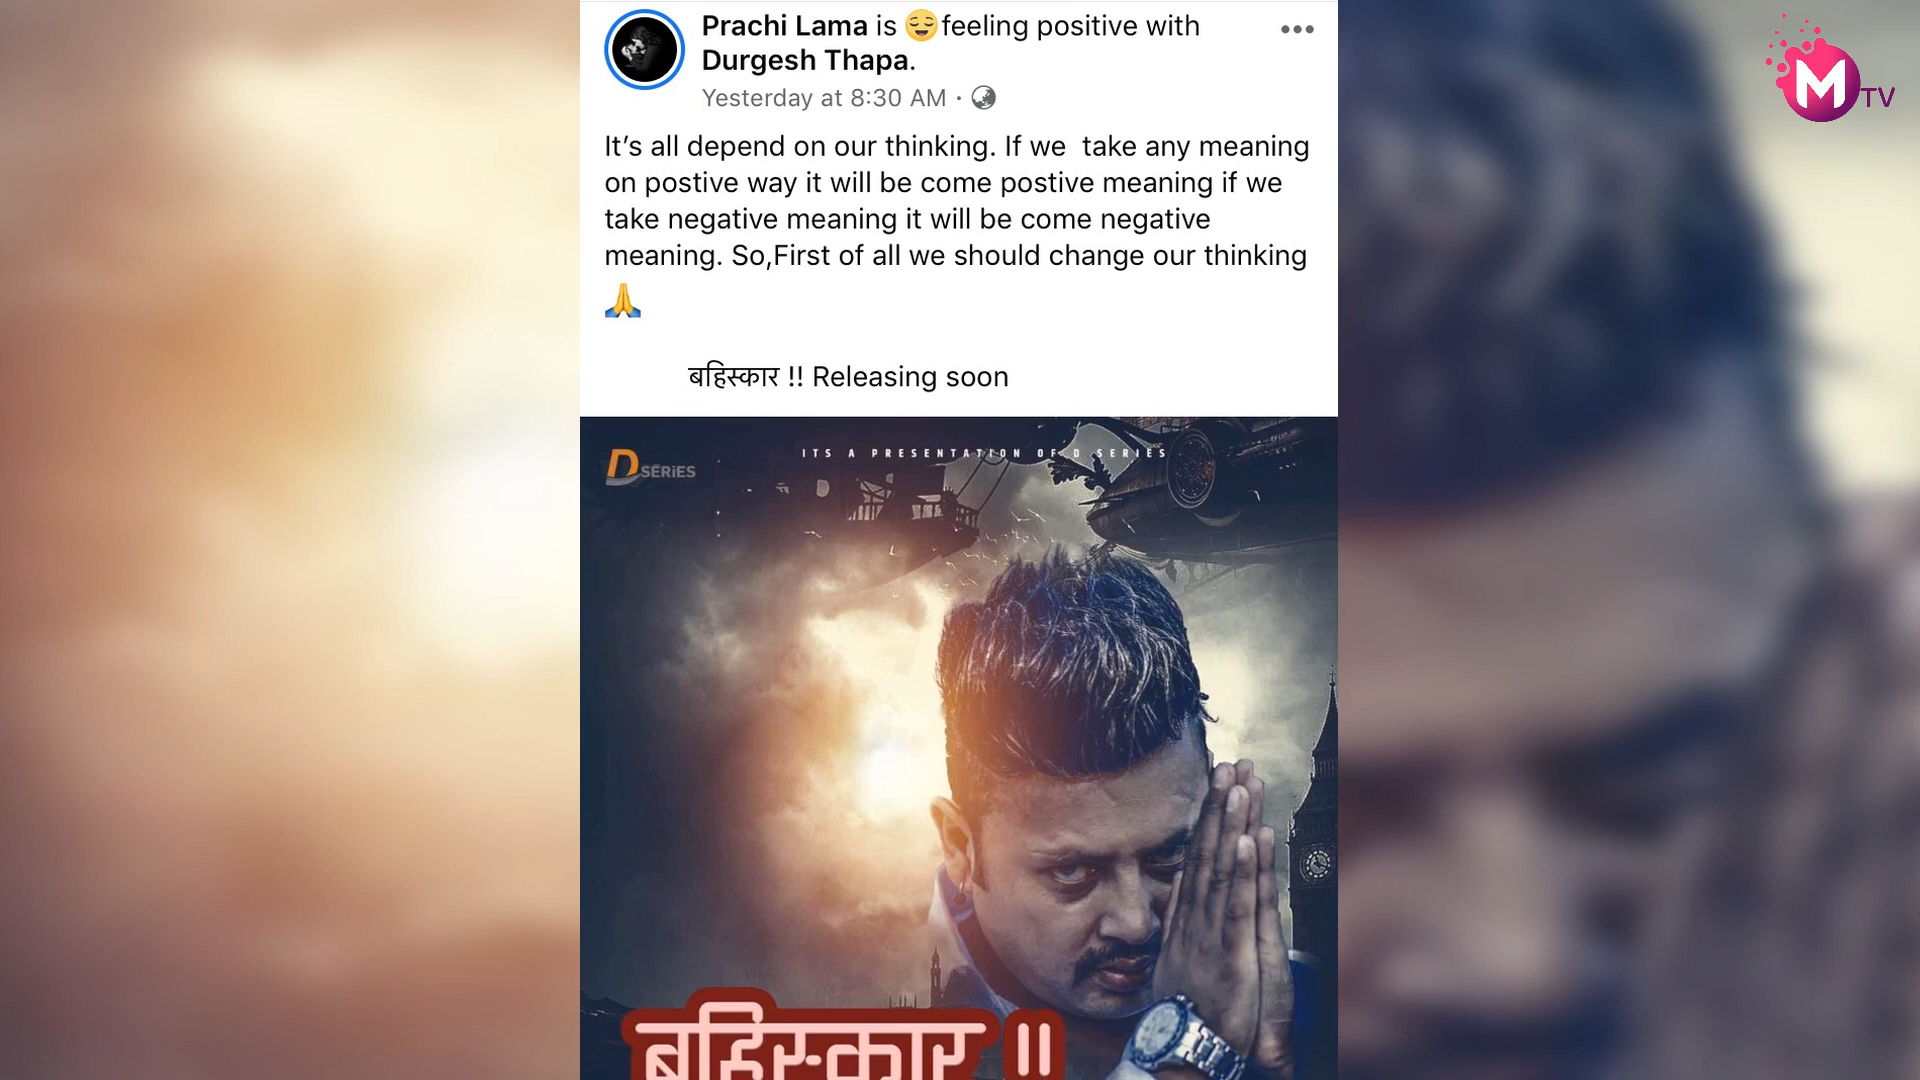 Prachi Lama is 😌feeling positive with
Durgesh Thapa.
Yesterday at 8:30 AM ·
M TV
It’s all depend on our thinking. If we  take any meaning
on postive way it will be come postive meaning if we
take negative meaning it will be come negative
meaning. So,First of all we should change our thinking
🙏
बहिस्कार !! Releasing soon
D SERiES
ITS A PRESENTATION OF D SERIES
बहिस्कार !!